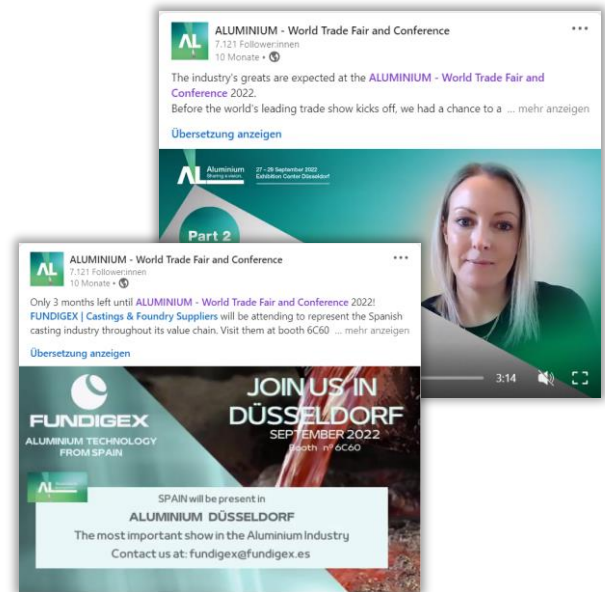 ALUMINIUM - World Trade Fair and Conference
7.121 Follower:innen
10 Monate •
The industry's greats are expected at the ALUMINIUM - World Trade Fair and
Conference 2022.
Before the world's leading trade show kicks off, we had a chance to a ... mehr anzeigen
Übersetzung anzeigen
AL Aluminium
27 - 29 September 2022
Exhibition Center Düsseldorf
Part 2
3:14
ALUMINIUM - World Trade Fair and Conference
7.121 Follower:innen
10 Monate •
Only 3 months left until ALUMINIUM - World Trade Fair and Conference 2022!
FUNDIGEX | Castings & Foundry Suppliers will be attending to represent the Spanish
casting industry throughout its value chain. Visit them at booth 6C60 ... mehr anzeigen
Übersetzung anzeigen
FUNDIGEX
ALUMINIUM TECHNOLOGY
FROM SPAIN
JOIN US IN
DÜSSELDORF
SEPTEMBER 2022
Booth nº 6C60
AL
SPAIN will be present in
ALUMINIUM DÜSSELDORF
The most important show in the Aluminium Industry
Contact us at: fundigex@fundigex.es